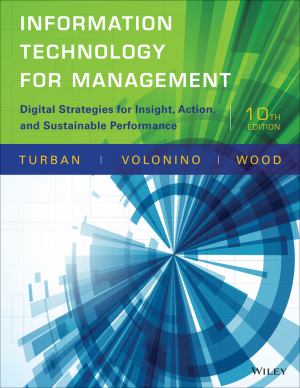 INFORMATION
TECHNOLOGY
FOR MANAGEMENT
Digital Strategies for Insight, Action,
and Sustainable Performance
10TH
EDITION
TURBAN | VOLONINO | WOOD
WILEY